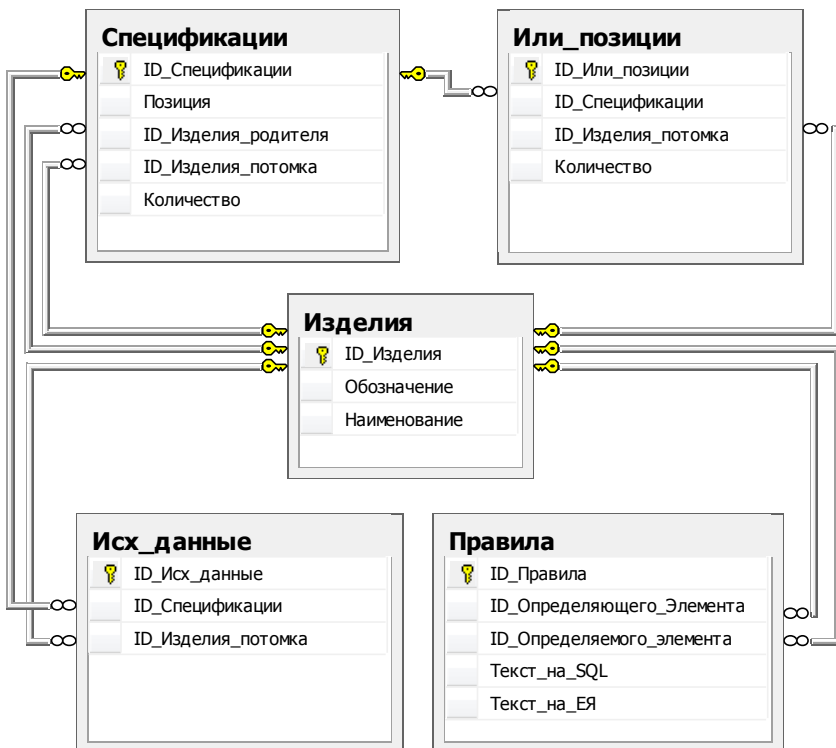 Спецификации
ID_Спецификации
Позиция
ID_Изделия_родителя
ID_Изделия_потомка
Количество
Или_позиции
ID_Или_позиции
ID_Спецификации
ID_Изделия_потомка
Количество
Изделия
ID_Изделия
Обозначение
Наименование
Исх_данные
ID_Исх_данные
ID_Спецификации
ID_Изделия_потомка
Правила
ID_Правила
ID_Определяющего_Элемента
ID_Определяемого_элемента
Текст_на_SQL
Текст_на_ЕЯ